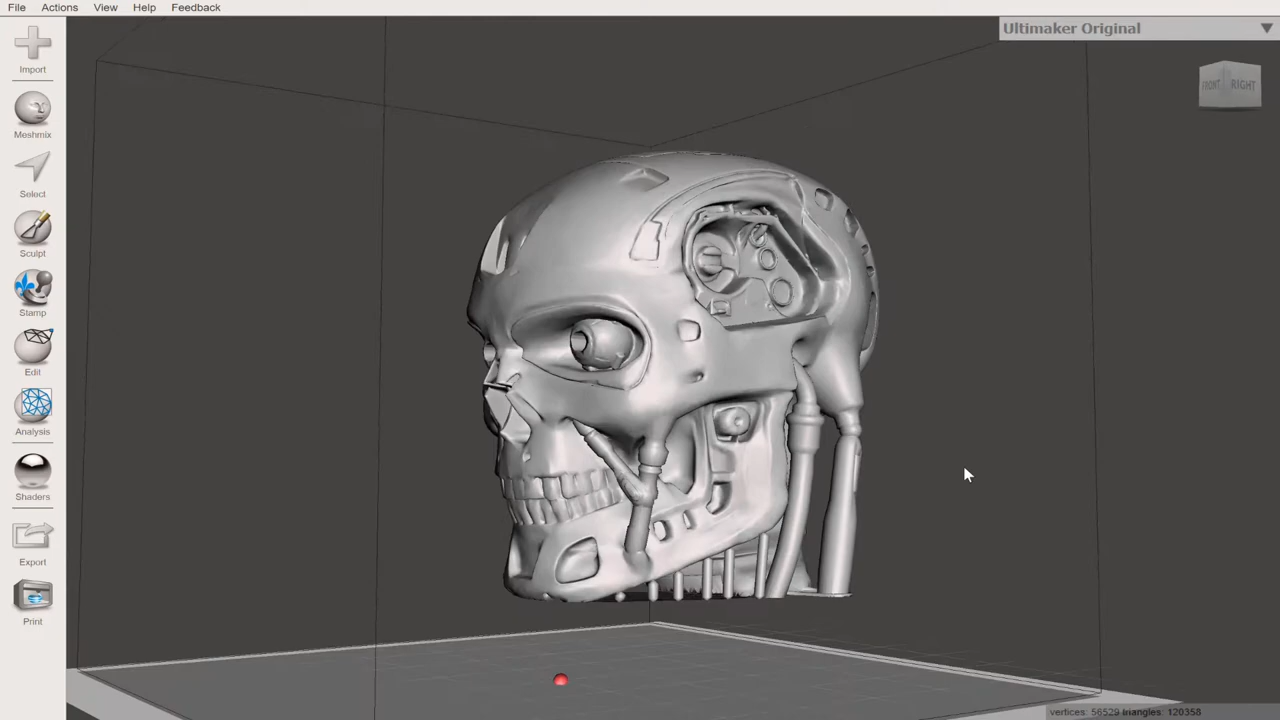 File Actions View Help Feedback
Ultimaker Original
FRONT RIGHT
Import
Meshmix
Select
Sculpt
Stamp
Edit
Analysis
Shaders
Export
Print
vertices: 56529 triangles: 120358